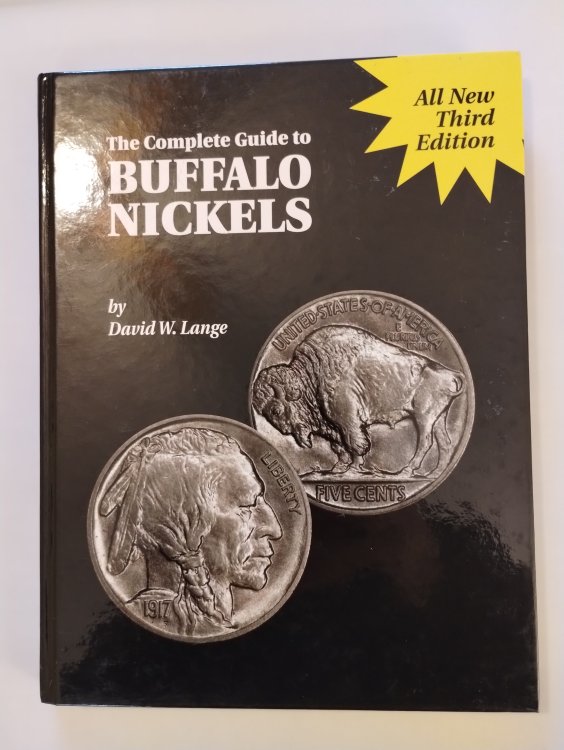 All New
Third
Edition
The Complete Guide to
BUFFALO
NICKELS
by
David W. Lange
UNITED·STATES·OF·AMERICA
E
PLURIBUS
UNUM
FIVE CENTS
LIBERTY
1917